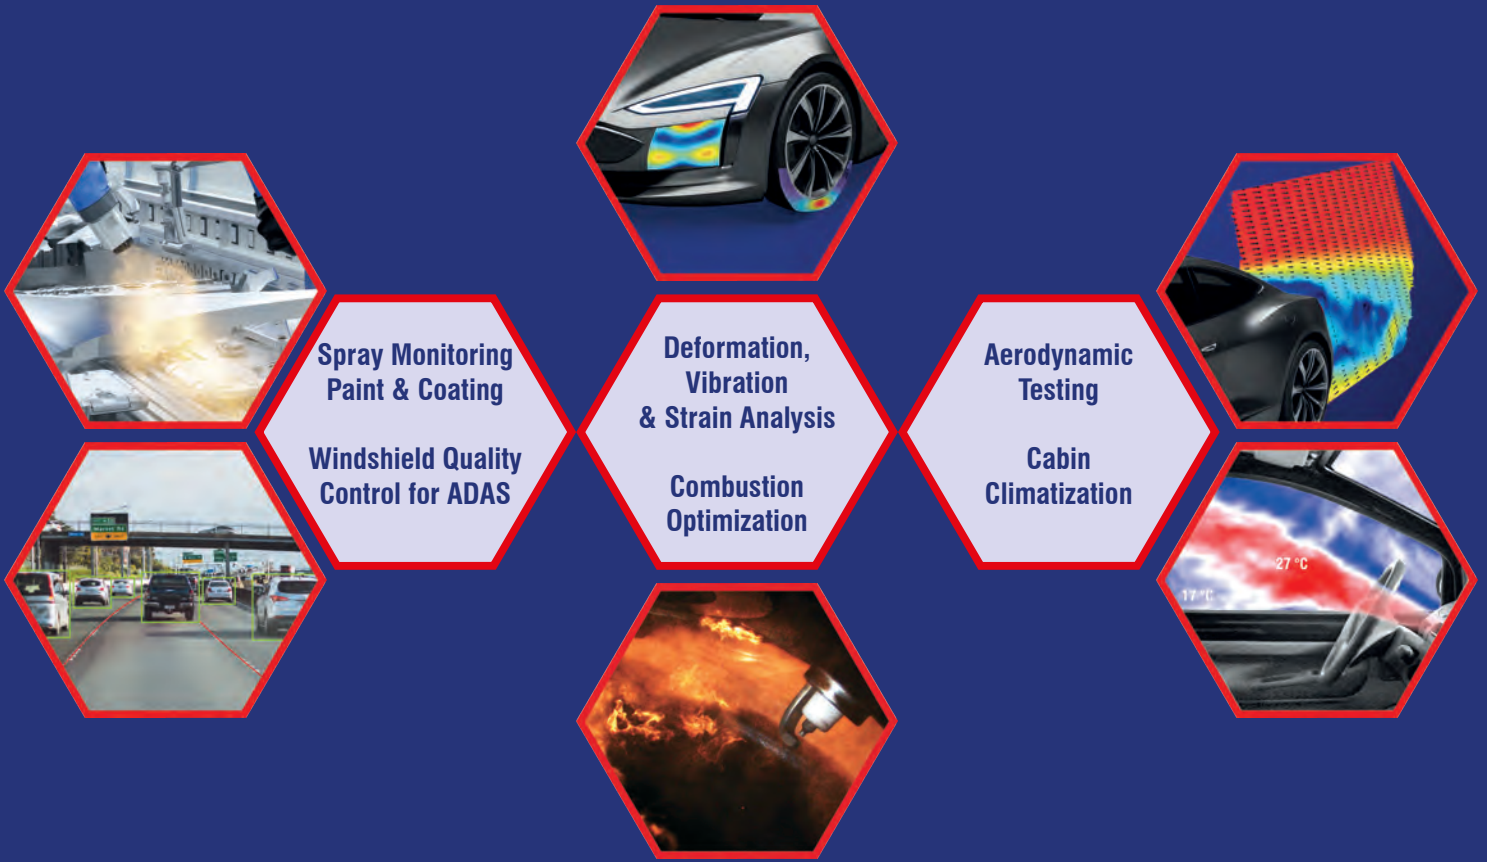 Spray Monitoring
Paint & Coating
Windshield Quality
Control for ADAS
Deformation,
Vibration
& Strain Analysis
Combustion
Optimization
Aerodynamic
Testing
Cabin
Climatization
27 °C
17 °C